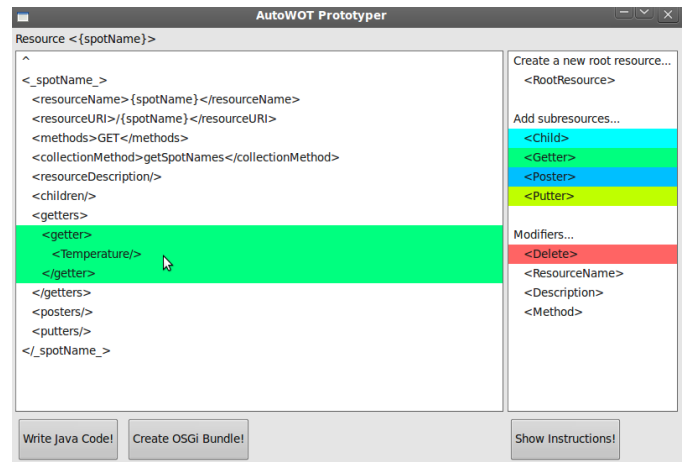 AutoWOT Prototyper
Resource <{spotName}>
^
<_spotName_>
<resourceName>{spotName}</resourceName>
<resourceURI>/{spotName}</resourceURI>
<methods>GET</methods>
<collectionMethod>getSpotNames</collectionMethod>
<resourceDescription/>
<children/>
<getters>
<getter>
<Temperature/>
</getter>
</getters>
<posters/>
<putters/>
</_spotName_>
Create a new root resource...
<RootResource>
Add subresources...
<Child>
<Getter>
<Poster>
<Putter>
Modifiers...
<Delete>
<ResourceName>
<Description>
<Method>
Write Java Code!
Create OSGi Bundle!
Show Instructions!